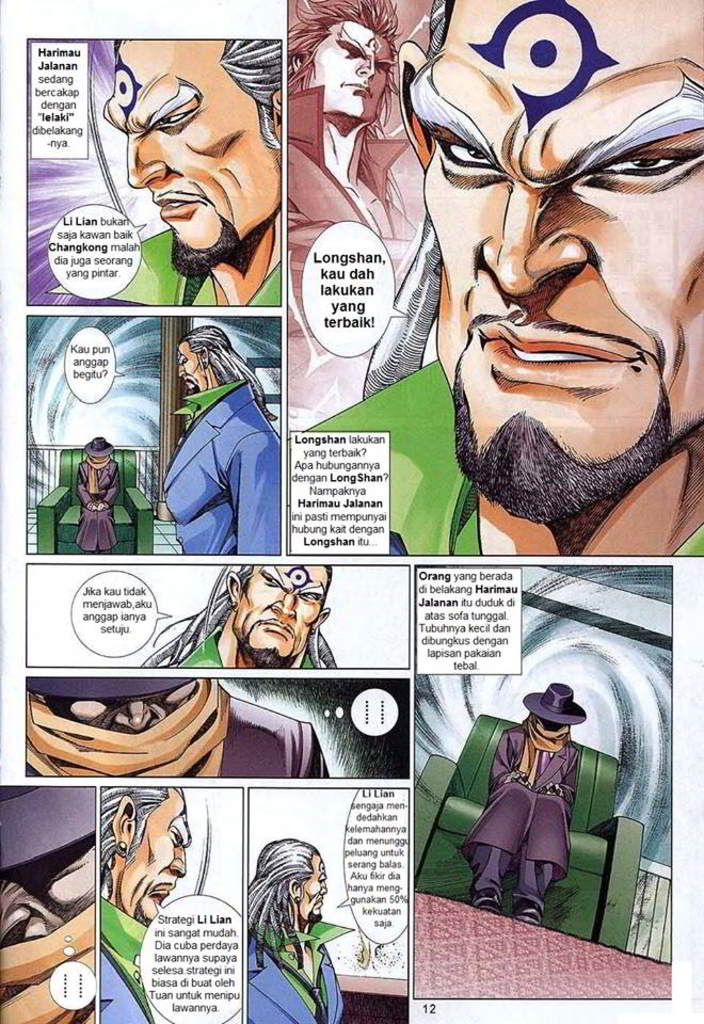 Harimau
Jalanan
sedang
bercakap
dengan
"lelaki"
dibelakang
-nya.
Li Lian bukan
saja kawan baik
Changkong malah
dia juga seorang
yang pintar.
Longshan,
kau dah
lakukan
yang
terbaik!
Kau pun
anggap
begitu?
Longshan lakukan
yang terbaik?
Apa hubungannya
dengan LongShan?
Nampaknya
Harimau Jalanan
ini pasti mempunyai
hubung kait dengan
Longshan itu...
Jika kau tidak
menjawab,aku
anggap ianya
setuju.
Orang yang berada
di belakang Harimau
Jalanan itu duduk di
atas sofa tunggal.
Tubuhnya kecil dan
dibungkus dengan
lapisan pakaian
tebal.
Strategi Li Lian
ini sangat mudah.
Dia cuba perdaya
lawannya supaya
selesa.strategi ini
biasa di buat oleh
Tuan untuk menipu
lawannya.
Li Lian
sengaja men-
dedahkan
kelemahannya
dan menunggu
peluang untuk
serang balas.
Aku fikir dia
hanya meng-
gunakan 50%
kekuatan
saja.
12